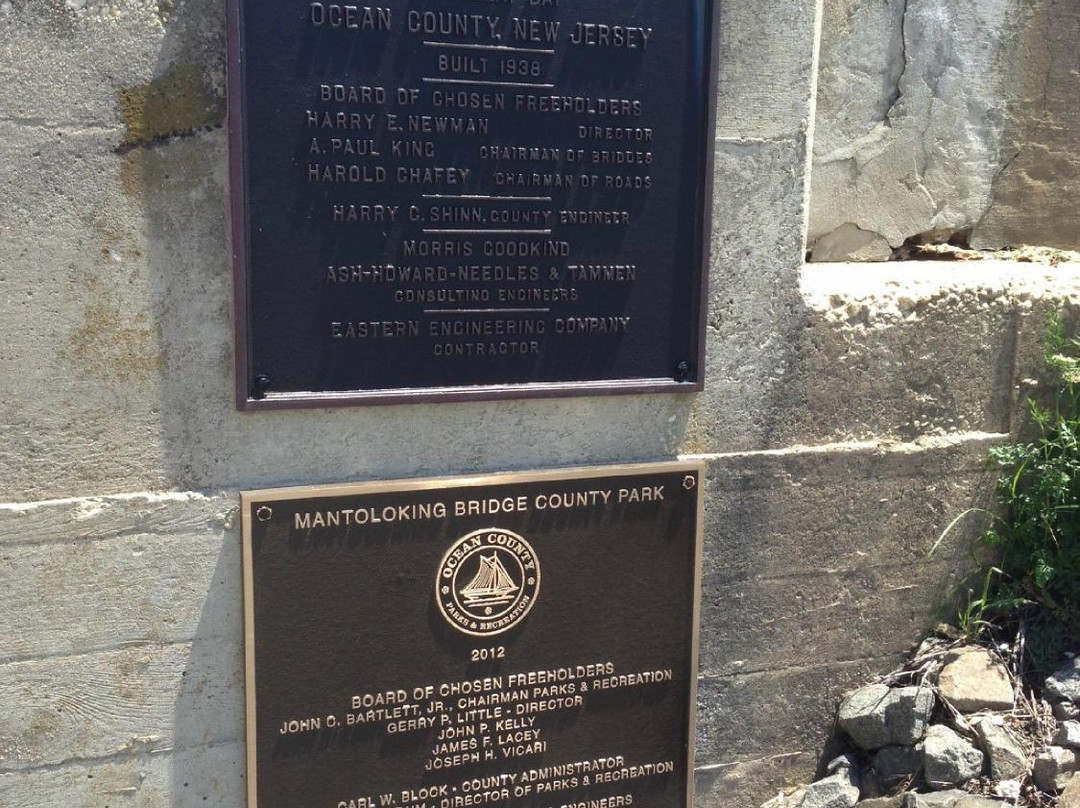 BAY
OCEAN COUNTY, NEW JERSEY
BUILT 1938
BOARD OF CHOSEN FREEHOLDERS
HARRY E. NEWMAN DIRECTOR
A. PAUL KING CHAIRMAN OF BRIDGES
HAROLD CHAFEY CHAIRMAN OF ROADS
HARRY C. SHINN, COUNTY ENGINEER
MORRIS GOODKIND
ASH-HOWARD-NEEDLES & TAMMEN
CONSULTING ENGINEERS
EASTERN ENGINEERING COMPANY
CONTRACTOR
MANTOLOKING BRIDGE COUNTY PARK
OCEAN COUNTY
PARKS & RECREATION
2012
BOARD OF CHOSEN FREEHOLDERS
JOHN C. BARTLETT, JR., CHAIRMAN PARKS & RECREATION
GERRY P. LITTLE - DIRECTOR
JOHN P. KELLY
JAMES F. LACEY
JOSEPH H. VICARI
CARL W. BLOCK - COUNTY ADMINISTRATOR
- DIRECTOR OF PARKS & RECREATION
ENGINEERS